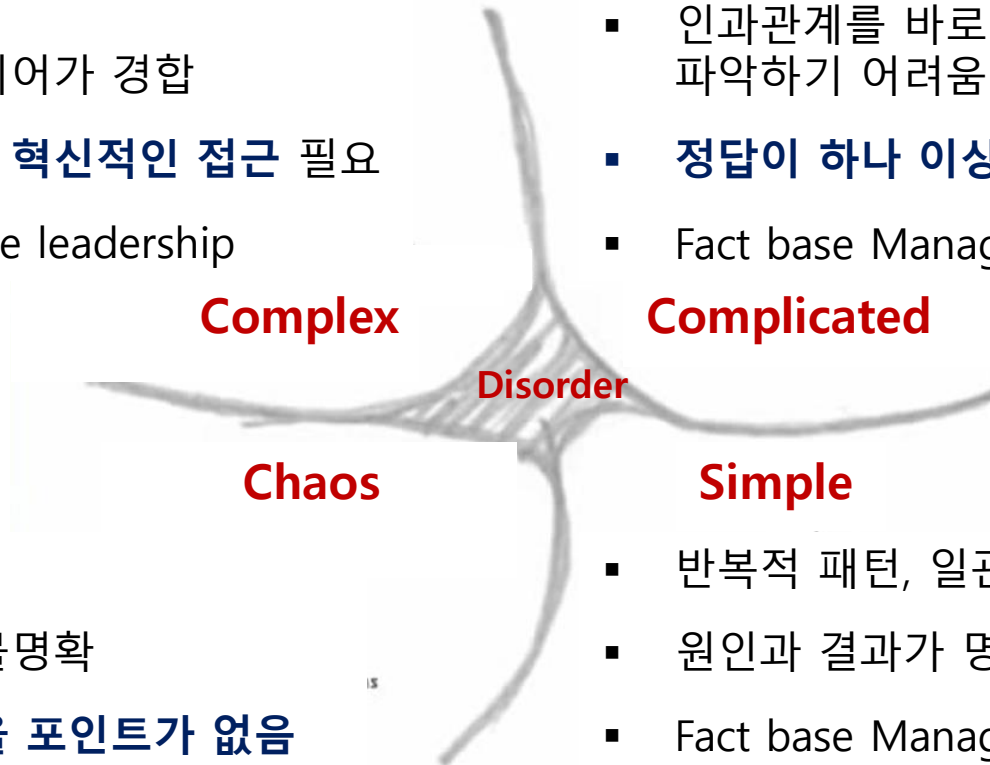 이어가 경합
혁신적인 접근 필요
e leadership
Complex
인과관계를 바로
파악하기 어려움
정답이 하나 이상
Fact base Manag
Complicated
Disorder
Chaos
명확
포인트가 없음
Simple
반복적 패턴, 일관
원인과 결과가 명
Fact base Manag